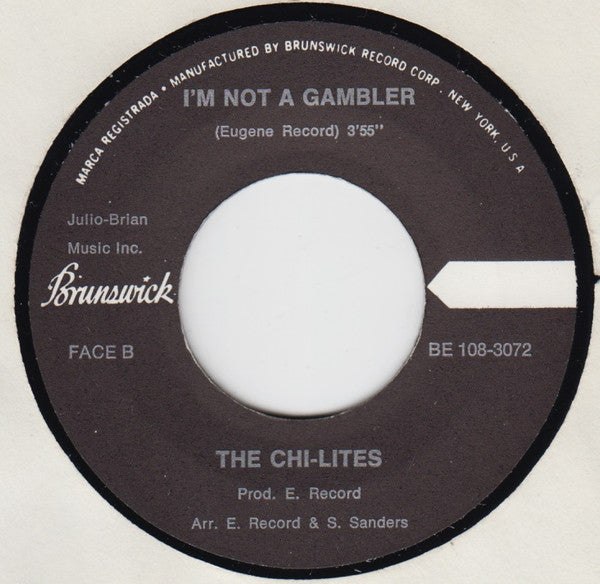 MARCA REGISTRADA • MANUFACTURED BY BRUNSWICK RECORD CORP. NEW YORK, U S A
I'M NOT A GAMBLER
(Eugene Record) 3'55"
Julio-Brian
Music Inc.
Brunswick
FACE B
BE 108-3072
THE CHI-LITES
Prod. E. Record
Arr. E. Record & S. Sanders